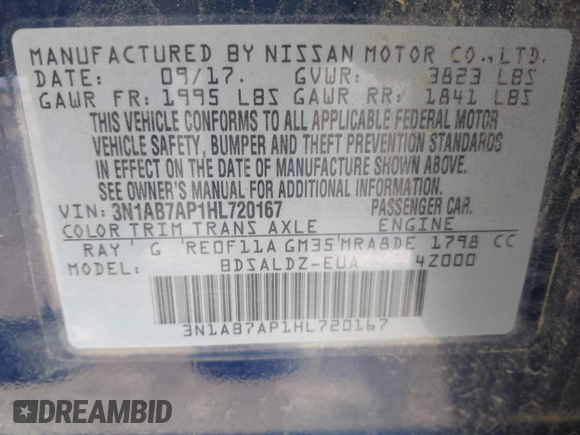 MANUFACTURED BY NISSAN MOTOR CO.,LTD.
DATE: 09/17. GVWR: 3823 LBS
GAWR FR: 1995 LBS GAWR RR: 1841 LBS
THIS VEHICLE CONFORMS TO ALL APPLICABLE FEDERAL MOTOR
VEHICLE SAFETY, BUMPER AND THEFT PREVENTION STANDARDS
IN EFFECT ON THE DATE OF MANUFACTURE SHOWN ABOVE.
SEE OWNER'S MANUAL FOR ADDITIONAL INFORMATION.
VIN: 3N1AB7AP1HL720167 PASSENGER CAR.
COLOR TRIM TRANS AXLE ENGINE
RAY G RE0F11A GM35 MRA8DE 1798 CC
MODEL: BDSALDZ-EUA 4Z000
3N1AB7AP1HL720167
DREAMBID